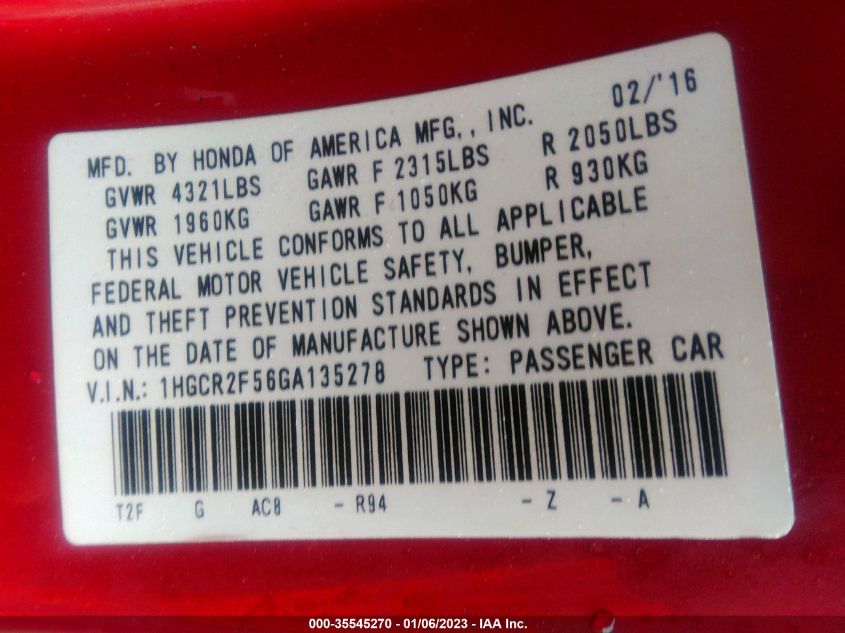 02/'16
MFD. BY HONDA OF AMERICA MFG., INC.
GVWR 4321LBS GAWR F 2315LBS R 2050LBS
GVWR 1960KG GAWR F 1050KG R 930KG
THIS VEHICLE CONFORMS TO ALL APPLICABLE
FEDERAL MOTOR VEHICLE SAFETY, BUMPER,
AND THEFT PREVENTION STANDARDS IN EFFECT
ON THE DATE OF MANUFACTURE SHOWN ABOVE.
V.I.N.: 1HGCR2F56GA135278 TYPE: PASSENGER CAR
T2F G AC8 - R94 - Z - A
000-35545270 - 01/06/2023 - IAA Inc.